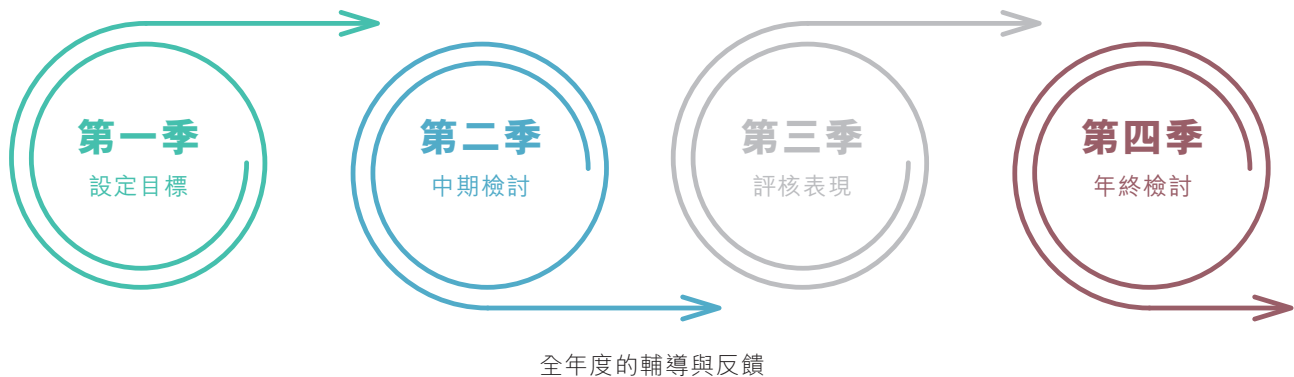 第一季
設定目標
第二季
中期檢討
第三季
評核表現
第四季
年終檢討
全年度的輔導與反饋